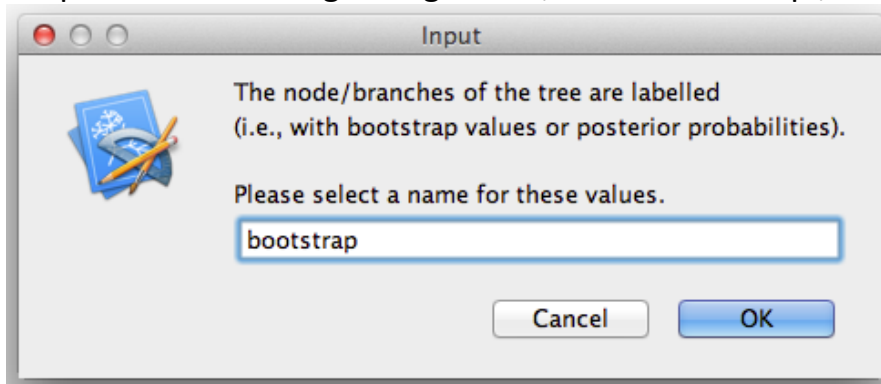 Input
The node/branches of the tree are labelled
(i.e., with bootstrap values or posterior probabilities).
Please select a name for these values.
bootstrap
Cancel
OK